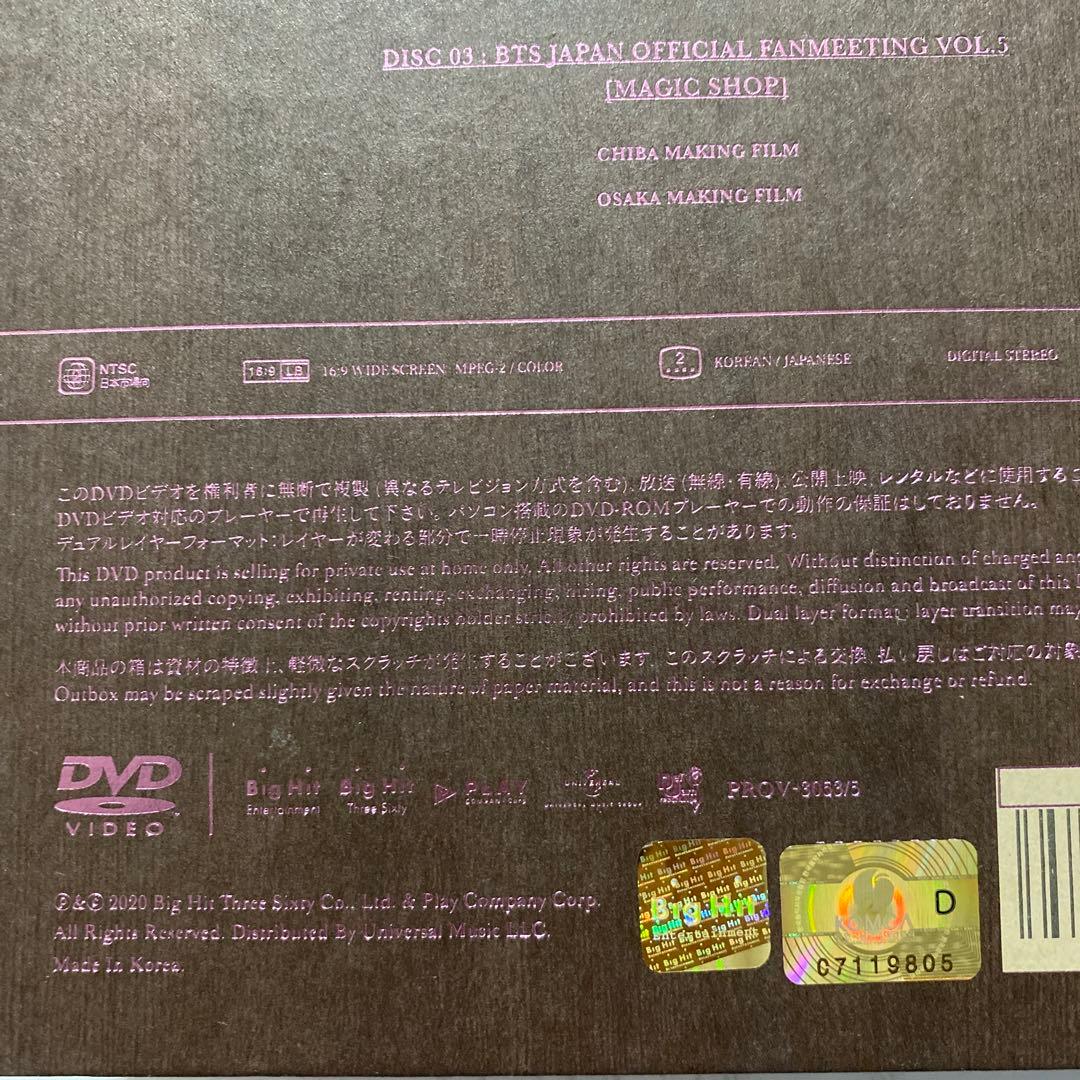 DISC 03 : BTS JAPAN OFFICIAL FANMEETING VOL.5
[MAGIC SHOP]
CHIBA MAKING FILM
OSAKA MAKING FILM
NTSC
日本市場向
16:9 LB
16:9 WIDE SCREEN MPEG-2 / COLOR
2
KOREAN / JAPANESE
DIGITAL STEREO
このDVDビデオを権利者に無断で複製 (異なるテレビジョン方式を含む), 放送 (無線・有線), 公開上映, レンタルなどに使用するこ
DVDビデオ対応のプレーヤーで再生して下さい。パソコン搭載のDVD-ROMプレーヤーでの動作の保証はしておりません。
デュアルレイヤーフォーマット:レイヤーが変わる部分で一時停止現象が発生することがあります。
This DVD product is selling for private use at home only. All other rights are reserved. Without distinction of charged an
any unauthorized copying, exhibiting, renting, exchanging, hiring, public performance, diffusion and broadcast of this
without prior written consent of the copyrights holder strictly prohibited by laws. Dual layer format; layer transition may
本商品の箱は資材の特徴上, 軽微なスクラッチが発生することがございます. このスクラッチによる交換, 払い戻しはご対応の対象
Outbox may be scraped slightly given the nature of paper material, and this is not a reason for exchange or refund.
DVD
VIDEO
Big Hit
Entertainment
Big Hit
Three Sixty
PLAY
COMPANY CORP.
UNIVERSAL
UNIVERSAL MUSIC GROUP
PROV-3053/5
℗&© 2020 Big Hit Three Sixty Co., Ltd. & Play Company Corp.
All Rights Reserved. Distributed By Universal Music LLC.
Made In Korea.
Big Hit
Entertainment
D
C7119805